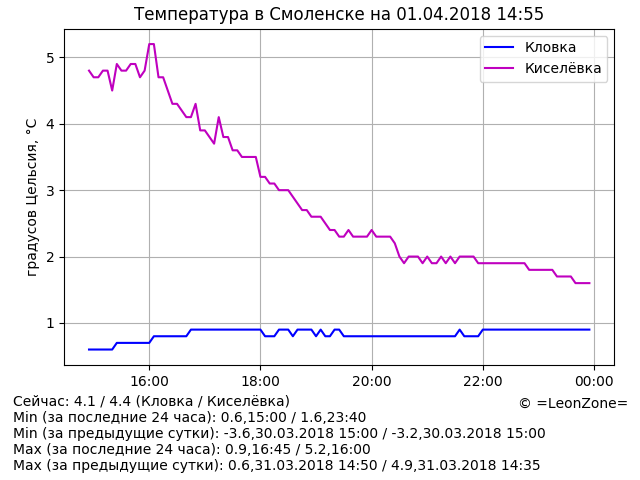 Температура в Смоленске на 01.04.2018 14:55
Кловка
Киселёвка
градусов Цельсия, °C
5
4
3
2
1
16:00
18:00
20:00
22:00
00:00
Сейчас: 4.1 / 4.4 (Кловка / Киселёвка)
© =LeonZone=
Min (за последние 24 часа): 0.6,15:00 / 1.6,23:40
Min (за предыдущие сутки): -3.6,30.03.2018 15:00 / -3.2,30.03.2018 15:00
Max (за последние 24 часа): 0.9,16:45 / 5.2,16:00
Max (за предыдущие сутки): 0.6,31.03.2018 14:50 / 4.9,31.03.2018 14:35